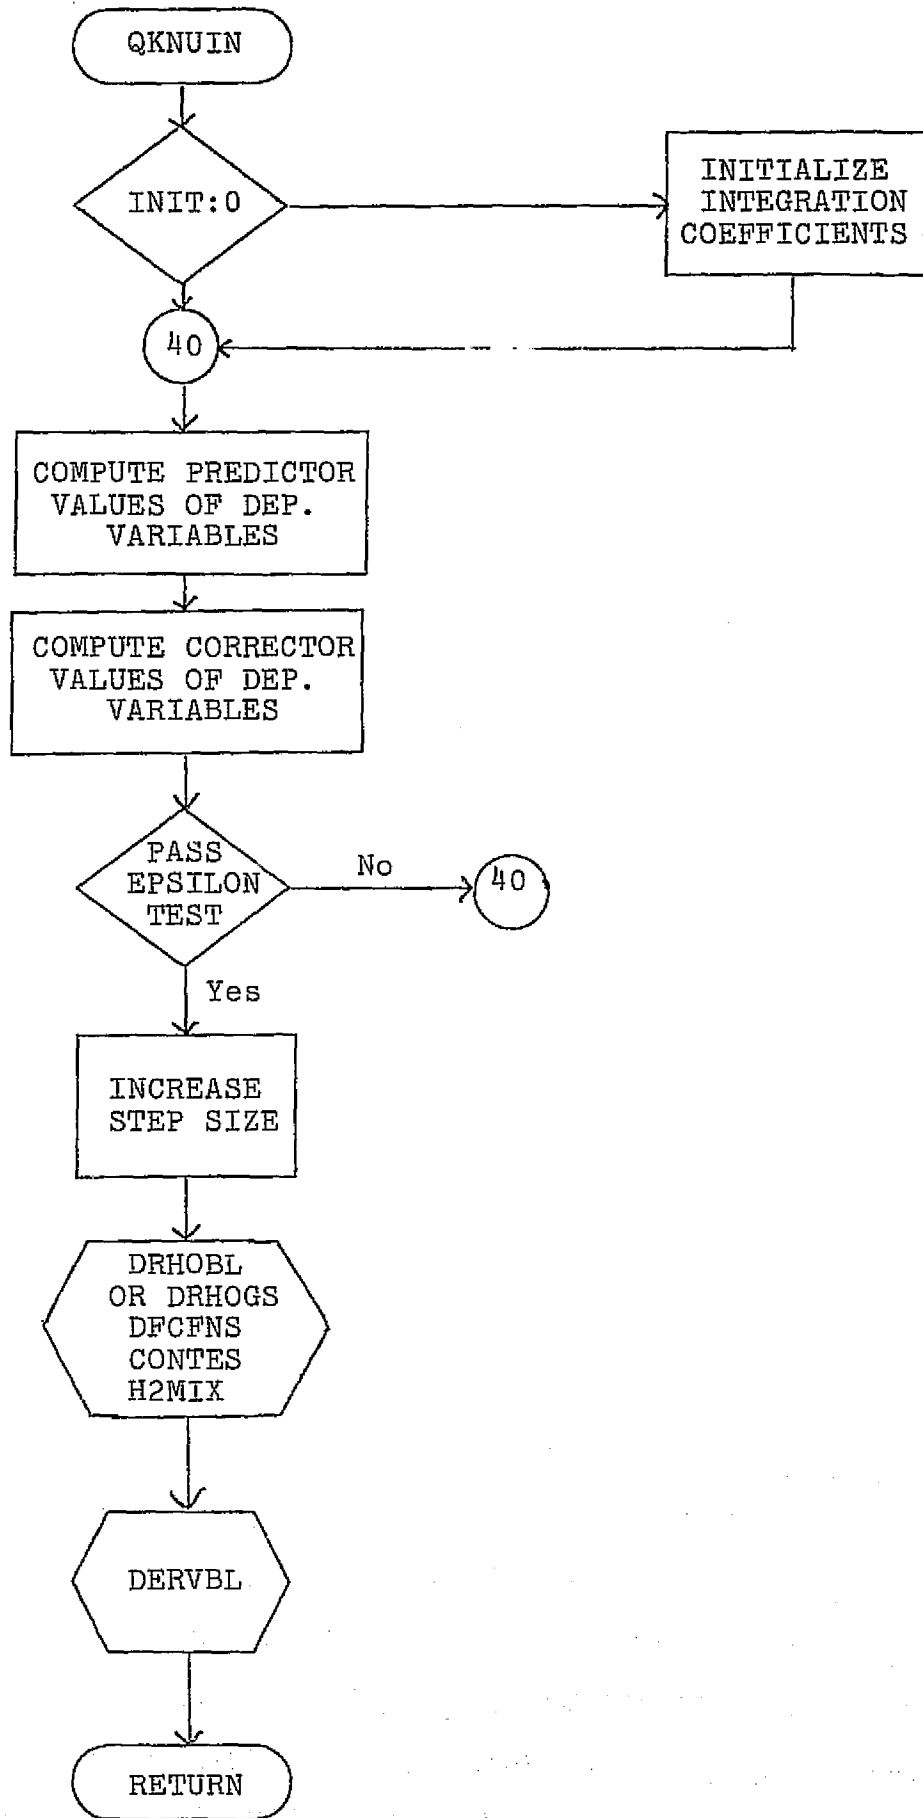 QKNUIN
INIT:0
INITIALIZE
INTEGRATION
COEFFICIENTS
40
COMPUTE PREDICTOR
VALUES OF DEP.
VARIABLES
COMPUTE CORRECTOR
VALUES OF DEP.
VARIABLES
PASS
EPSILON
TEST
No
40
Yes
INCREASE
STEP SIZE
DRHOBL
OR DRHOGS
DFCFNS
CONTES
H2MIX
DERVBL
RETURN